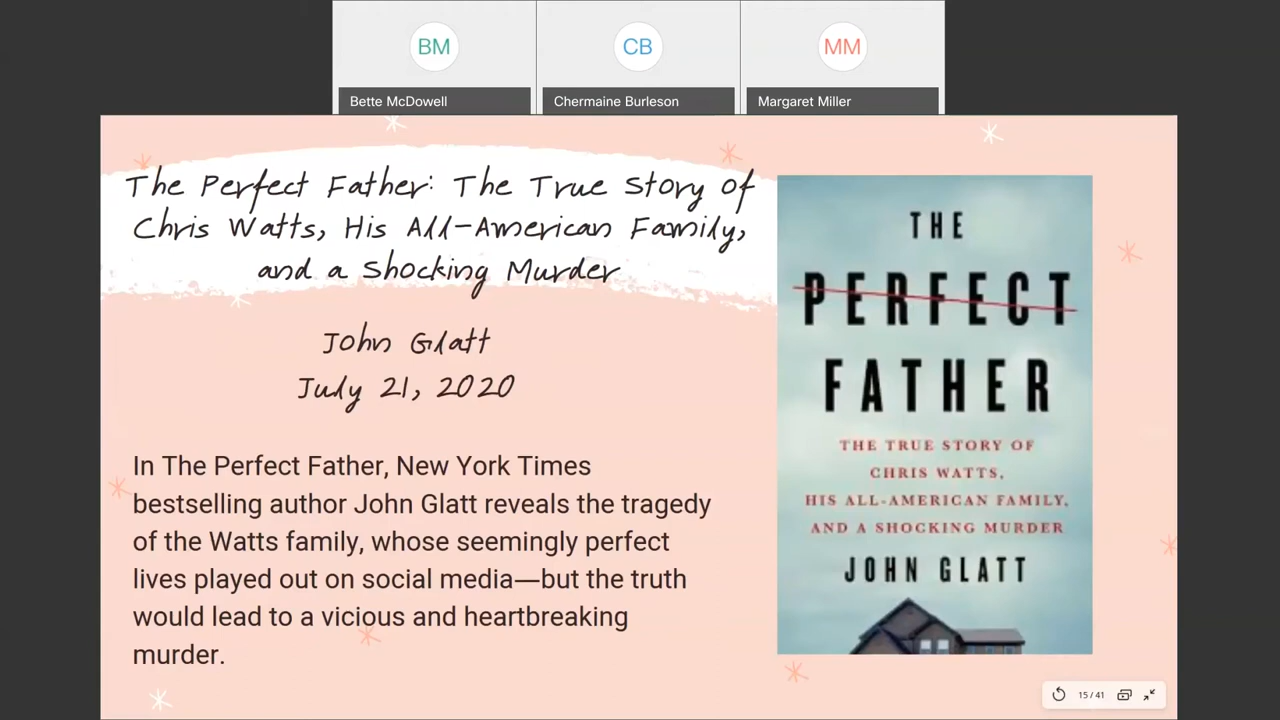 BM
CB
MM
Bette McDowell
Chermaine Burleson
Margaret Miller
The Perfect Father: The True Story of
Chris Watts, His All-American Family,
and a Shocking Murder
John Glatt
July 21, 2020
In The Perfect Father, New York Times
bestselling author John Glatt reveals the tragedy
of the Watts family, whose seemingly perfect
lives played out on social media—but the truth
would lead to a vicious and heartbreaking
murder.
THE
PERFECT
FATHER
THE TRUE STORY OF
CHRIS WATTS,
HIS ALL-AMERICAN FAMILY,
AND A SHOCKING MURDER
JOHN GLATT
15/41